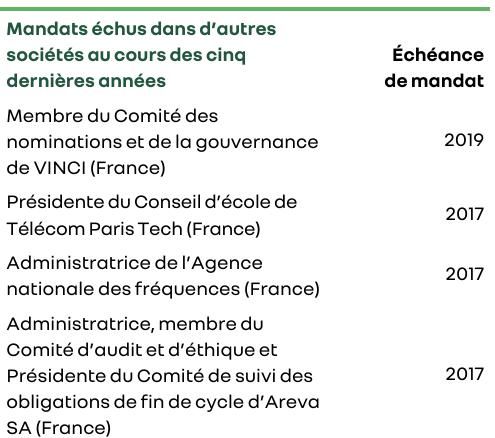 Mandats échus dans d'autres
sociétés au cours des cinq
dernières années
Échéance
de mandat
Membre du Comité des
nominations et de la gouvernance
de VINCI (France)
2019
Présidente du Conseil d'école de
Télécom Paris Tech (France)
2017
Administratrice de l'Agence
nationale des fréquences (France)
2017
Administratrice, membre du
Comité d'audit et d'éthique et
Présidente du Comité de suivi des
obligations de fin de cycle d'Areva
SA (France)
2017